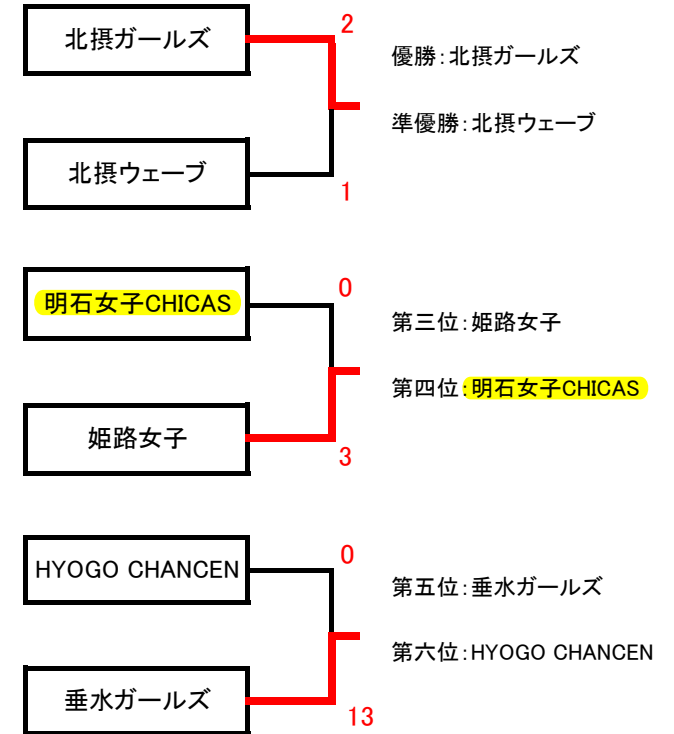 北摂ガールズ
2
優勝:北摂ガールズ
準優勝:北摂ウェーブ
北摂ウェーブ
1
明石女子CHICAS
0
第三位:姫路女子
第四位:明石女子CHICAS
姫路女子
3
HYOGO CHANCEN
0
第五位:垂水ガールズ
第六位:HYOGO CHANCEN
垂水ガールズ
13